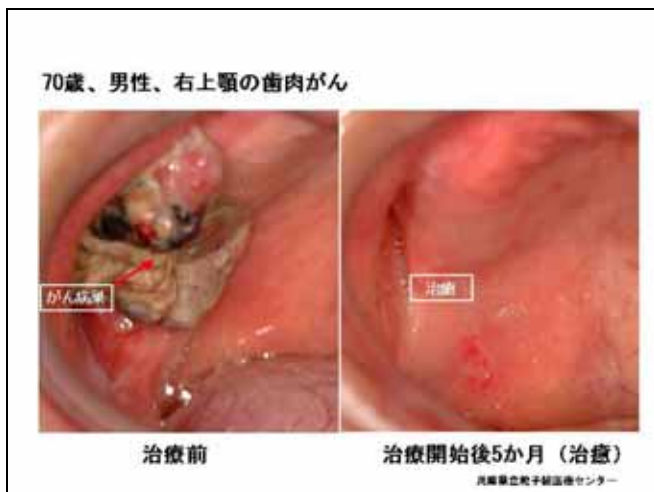 70歳、男性、右上顎の歯肉がん
がん病巣
治癒
治療前
治療開始後5か月（治癒）
兵庫県立粒子線医療センター